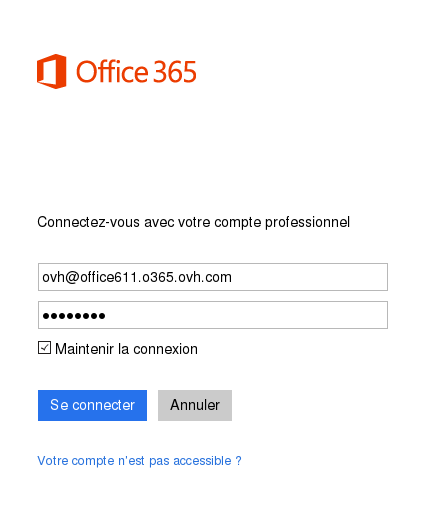 Office 365
Connectez-vous avec votre compte professionnel
ovh@office611.o365.ovh.com
●●●●●●●●
Maintenir la connexion
Se connecter Annuler
Votre compte n'est pas accessible ?